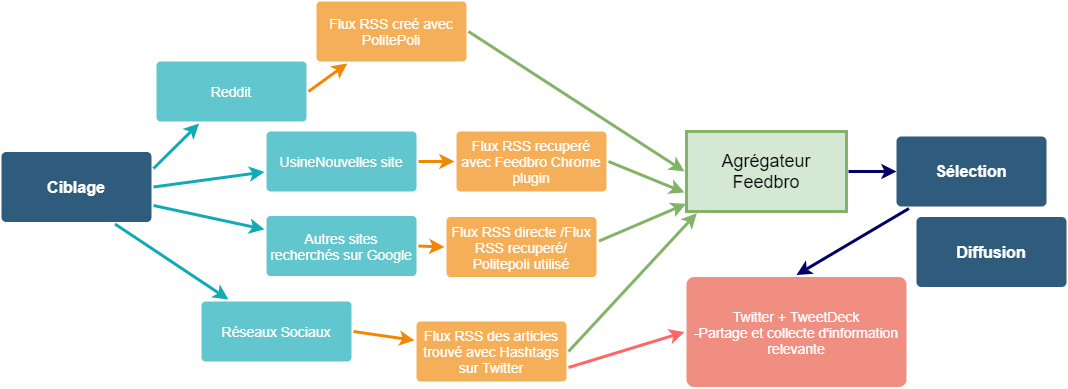 Flux RSS creé avec
PolitePoli
Reddit
UsineNouvelles site
Flux RSS recuperé
avec Feedbro Chrome
plugin
Agrégateur
Feedbro
Sélection
Ciblage
Autres sites
recherchés sur Google
Flux RSS directe /Flux
RSS recuperé/
Politepoli utilisé
Diffusion
Réseaux Sociaux
Flux RSS des articles
trouvé avec Hashtags
sur Twitter
Twitter + TweetDeck
-Partage et collecte d'information
relevante